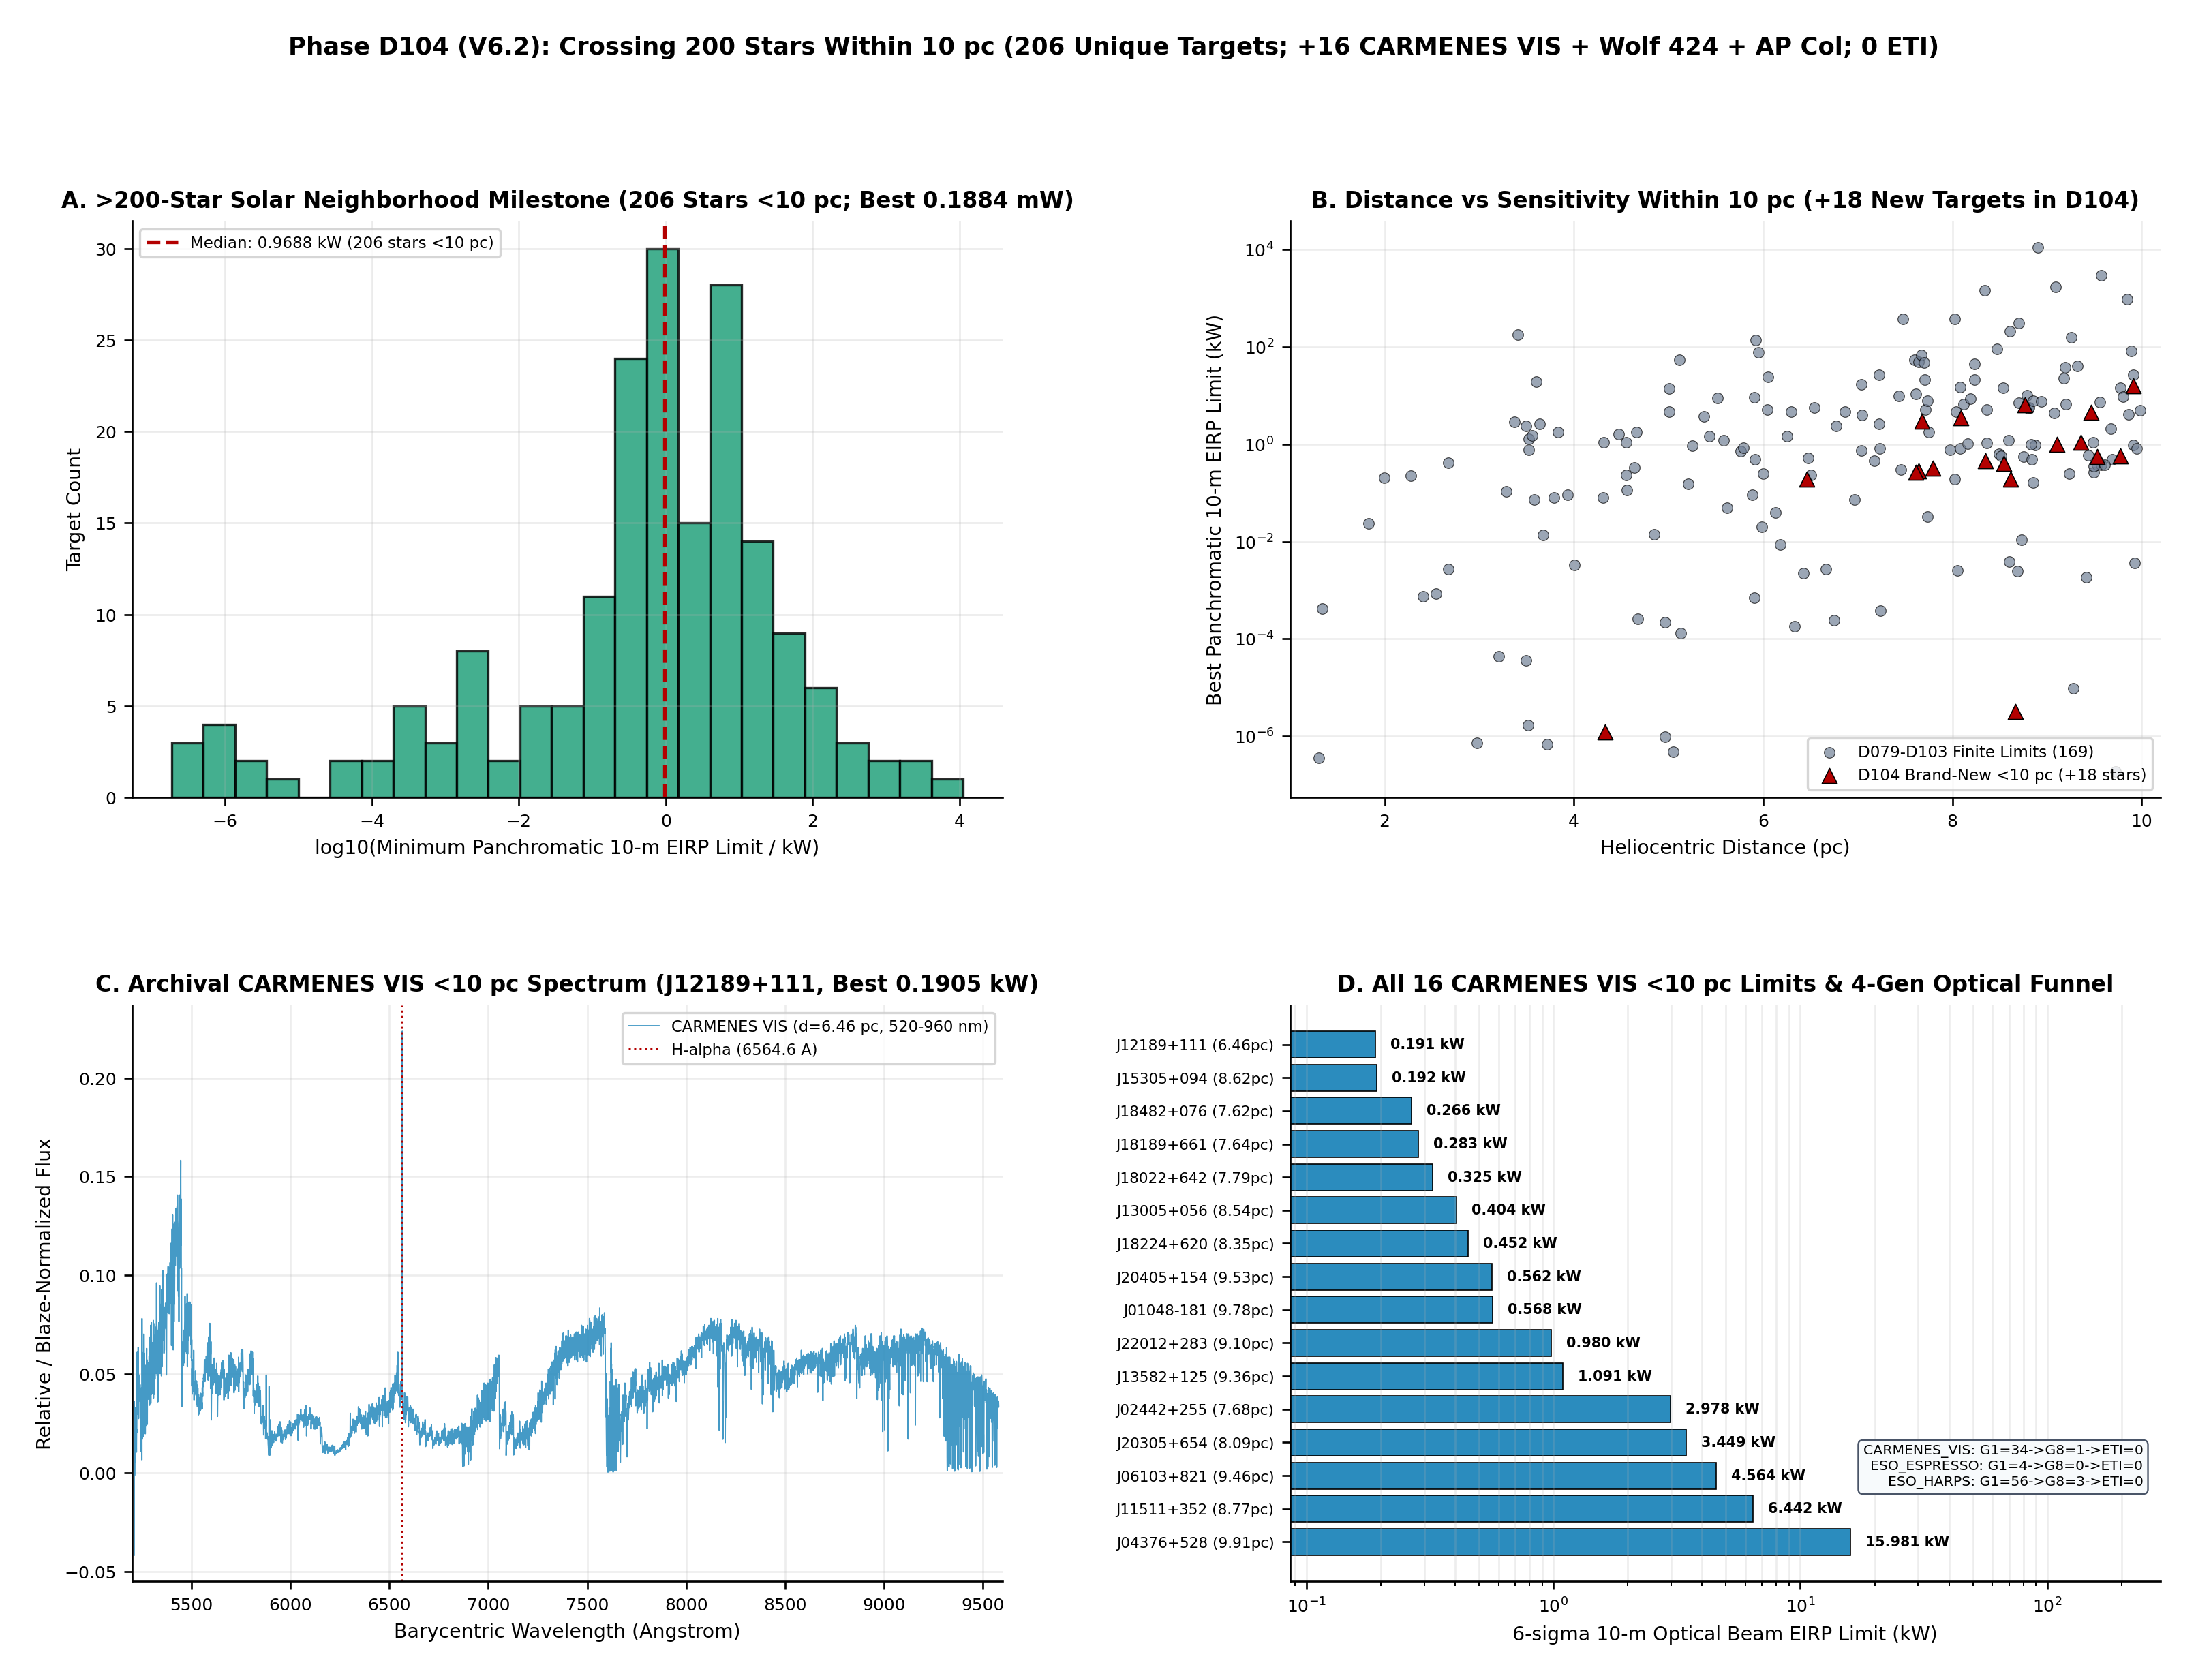 Phase D104 (V6.2): Crossing 200 Stars Within 10 pc (206 Unique Targets; +16 CARMENES VIS + Wolf 424 + AP Col; 0 ETI)
A. >200-Star Solar Neighborhood Milestone (206 Stars <10 pc; Best 0.1884 mW)
Median: 0.9688 kW (206 stars <10 pc)
Target Count
30
25
20
15
10
5
0
−6
−4
−2
0
2
4
log10(Minimum Panchromatic 10-m EIRP Limit / kW)
B. Distance vs Sensitivity Within 10 pc (+18 New Targets in D104)
Best Panchromatic 10-m EIRP Limit (kW)
10⁴
10²
10⁰
10⁻²
10⁻⁴
10⁻⁶
D079-D103 Finite Limits (169)
D104 Brand-New <10 pc (+18 stars)
2
4
6
8
10
Heliocentric Distance (pc)
C. Archival CARMENES VIS <10 pc Spectrum (J12189+111, Best 0.1905 kW)
CARMENES VIS (d=6.46 pc, 520-960 nm)
H-alpha (6564.6 A)
Relative / Blaze-Normalized Flux
0.20
0.15
0.10
0.05
0.00
−0.05
5500
6000
6500
7000
7500
8000
8500
9000
9500
Barycentric Wavelength (Angstrom)
D. All 16 CARMENES VIS <10 pc Limits & 4-Gen Optical Funnel
J12189+111 (6.46pc)
0.191 kW
J15305+094 (8.62pc)
0.192 kW
J18482+076 (7.62pc)
0.266 kW
J18189+661 (7.64pc)
0.283 kW
J18022+642 (7.79pc)
0.325 kW
J13005+056 (8.54pc)
0.404 kW
J18224+620 (8.35pc)
0.452 kW
J20405+154 (9.53pc)
0.562 kW
J01048-181 (9.78pc)
0.568 kW
J22012+283 (9.10pc)
0.980 kW
J13582+125 (9.36pc)
1.091 kW
J02442+255 (7.68pc)
2.978 kW
J20305+654 (8.09pc)
3.449 kW
J06103+821 (9.46pc)
4.564 kW
J11511+352 (8.77pc)
6.442 kW
J04376+528 (9.91pc)
15.981 kW
CARMENES_VIS: G1=34->G8=1->ETI=0
ESO_ESPRESSO: G1=4->G8=0->ETI=0
ESO_HARPS: G1=56->G8=3->ETI=0
10⁻¹
10⁰
10¹
10²
6-sigma 10-m Optical Beam EIRP Limit (kW)